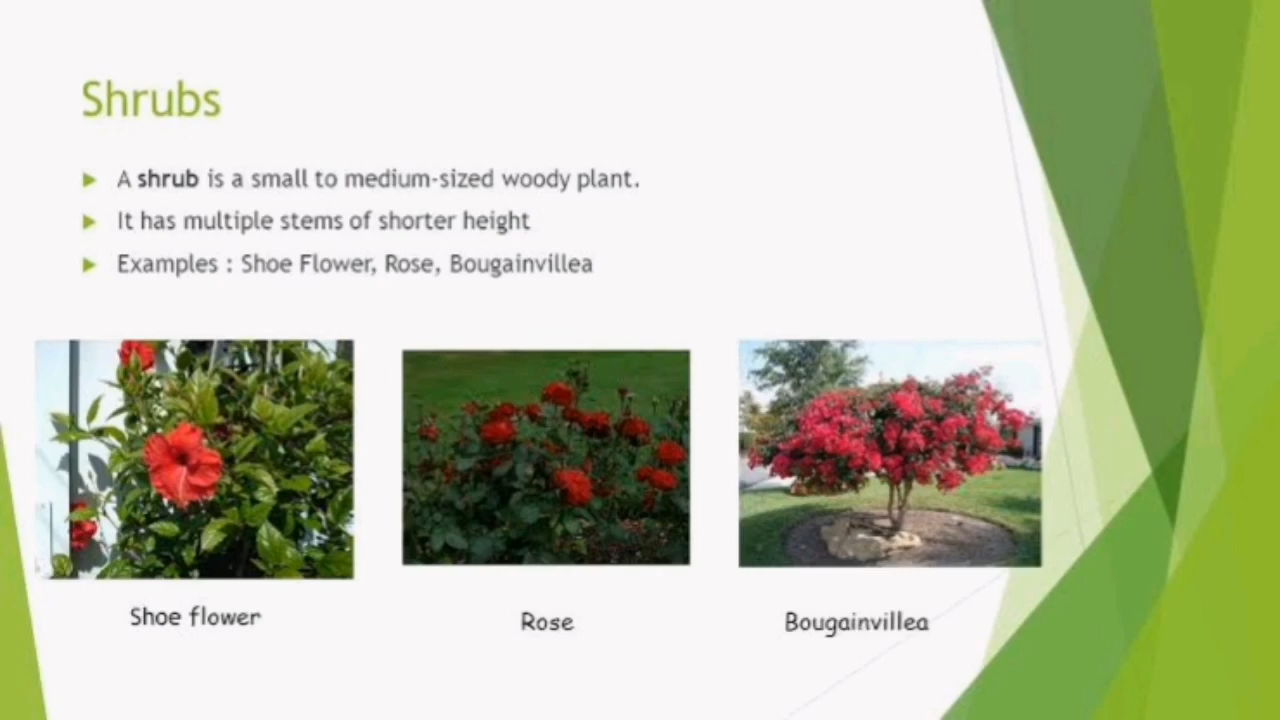 Shrubs
A shrub is a small to medium-sized woody plant.
It has multiple stems of shorter height
Examples : Shoe Flower, Rose, Bougainvillea
Shoe flower
Rose
Bougainvillea